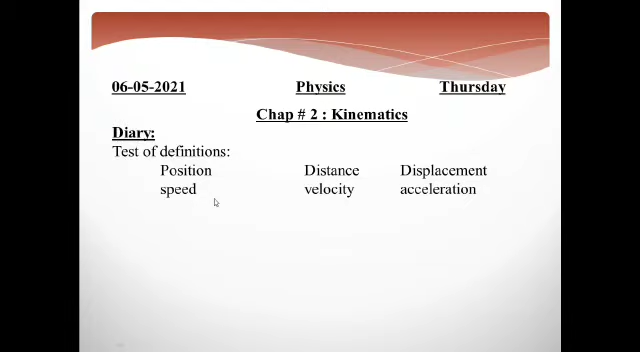 06-05-2021 Physics Thursday
Chap # 2 : Kinematics
Diary:
Test of definitions:
Position Distance Displacement
speed velocity acceleration